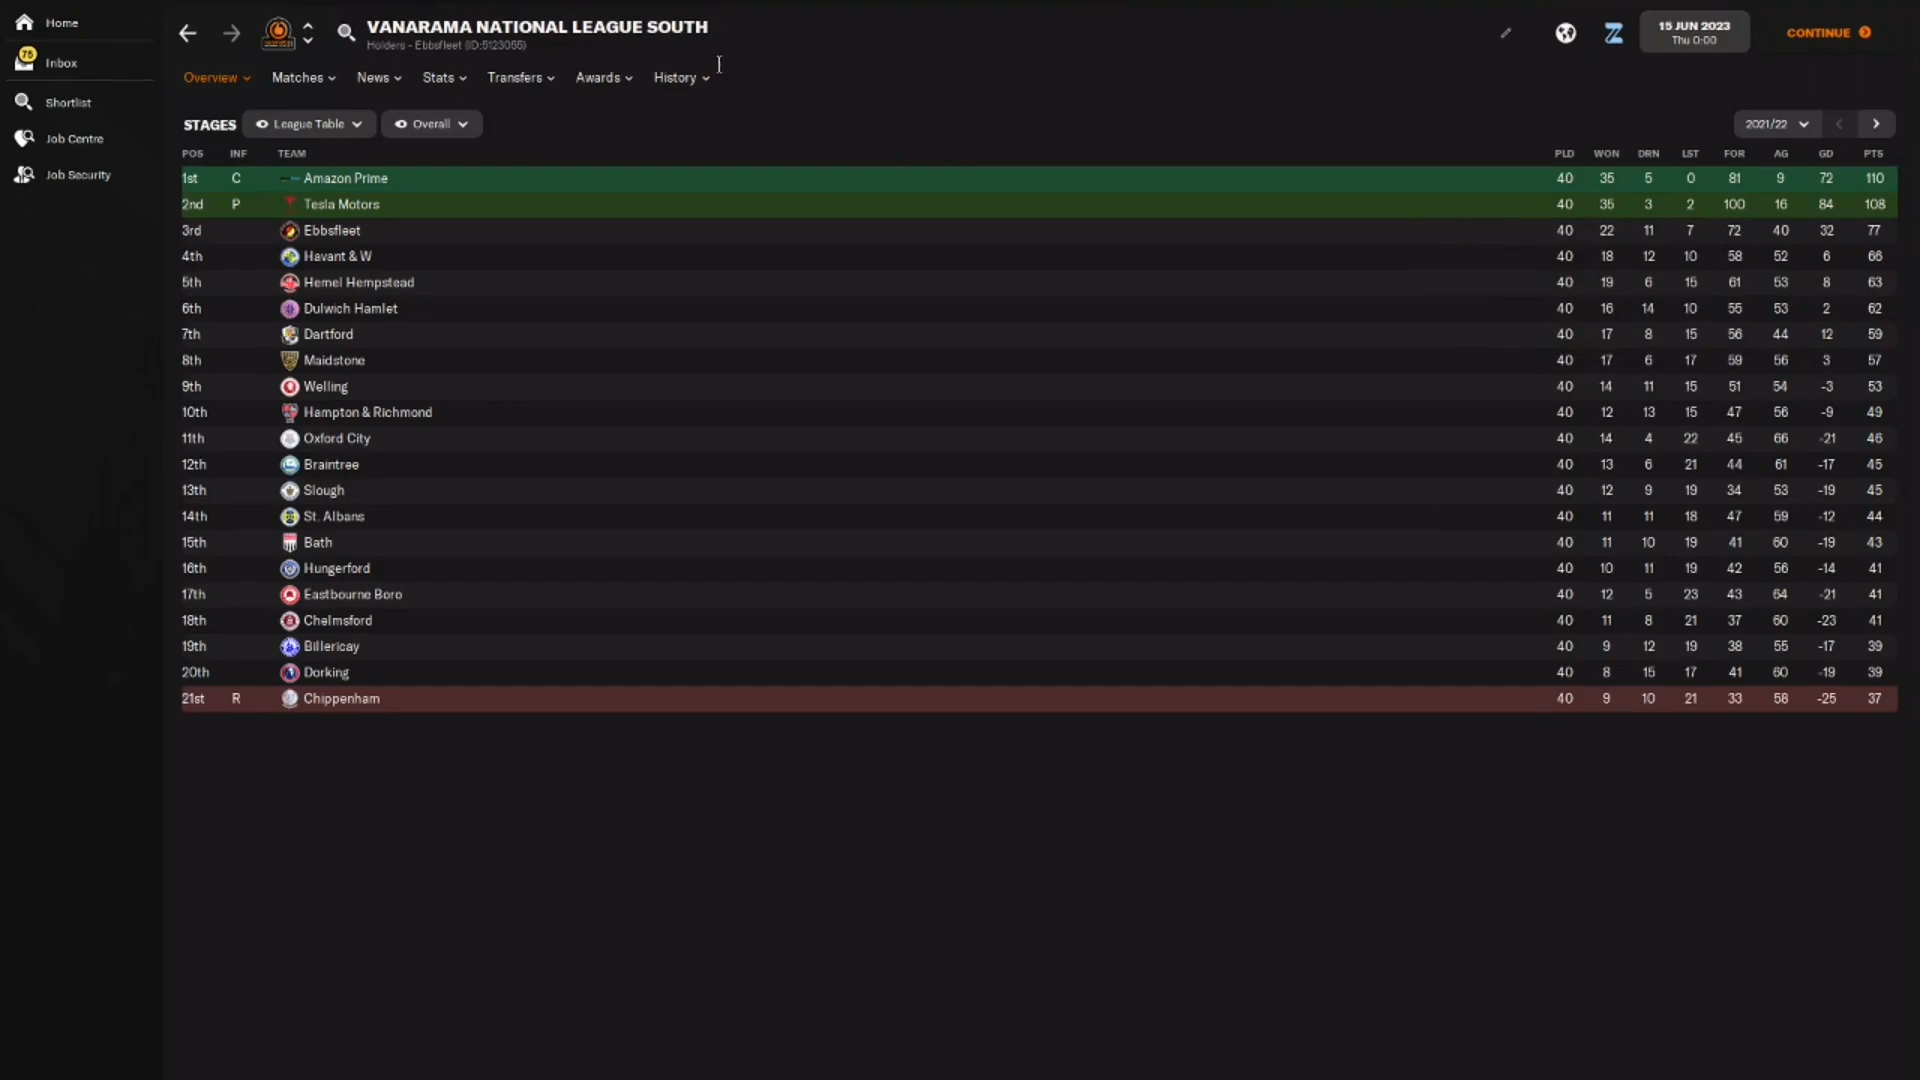 Home
75
Inbox
Shortlist
Job Centre
Job Security
VANARAMA NATIONAL LEAGUE SOUTH
Holders - Ebbsfleet (ID:5123055)
15 JUN 2023
Thu 0:00
CONTINUE
Overview Matches News Stats Transfers Awards History
STAGES League Table Overall 2021/22
POS INF TEAM PLD WON DRN LST FOR AG GD PTS
1st C Amazon Prime 40 35 5 0 81 9 72 110
2nd P Tesla Motors 40 35 3 2 100 16 84 108
3rd Ebbsfleet 40 22 11 7 72 40 32 77
4th Havant & W 40 18 12 10 58 52 6 66
5th Hemel Hempstead 40 19 6 15 61 53 8 63
6th Dulwich Hamlet 40 16 14 10 55 53 2 62
7th Dartford 40 17 8 15 56 44 12 59
8th Maidstone 40 17 6 17 59 56 3 57
9th Welling 40 14 11 15 51 54 -3 53
10th Hampton & Richmond 40 12 13 15 47 56 -9 49
11th Oxford City 40 14 4 22 45 66 -21 46
12th Braintree 40 13 6 21 44 61 -17 45
13th Slough 40 12 9 19 34 53 -19 45
14th St. Albans 40 11 11 18 47 59 -12 44
15th Bath 40 11 10 19 41 60 -19 43
16th Hungerford 40 10 11 19 42 56 -14 41
17th Eastbourne Boro 40 12 5 23 43 64 -21 41
18th Chelmsford 40 11 8 21 37 60 -23 41
19th Billericay 40 9 12 19 38 55 -17 39
20th Dorking 40 8 15 17 41 60 -19 39
21st R Chippenham 40 9 10 21 33 58 -25 37